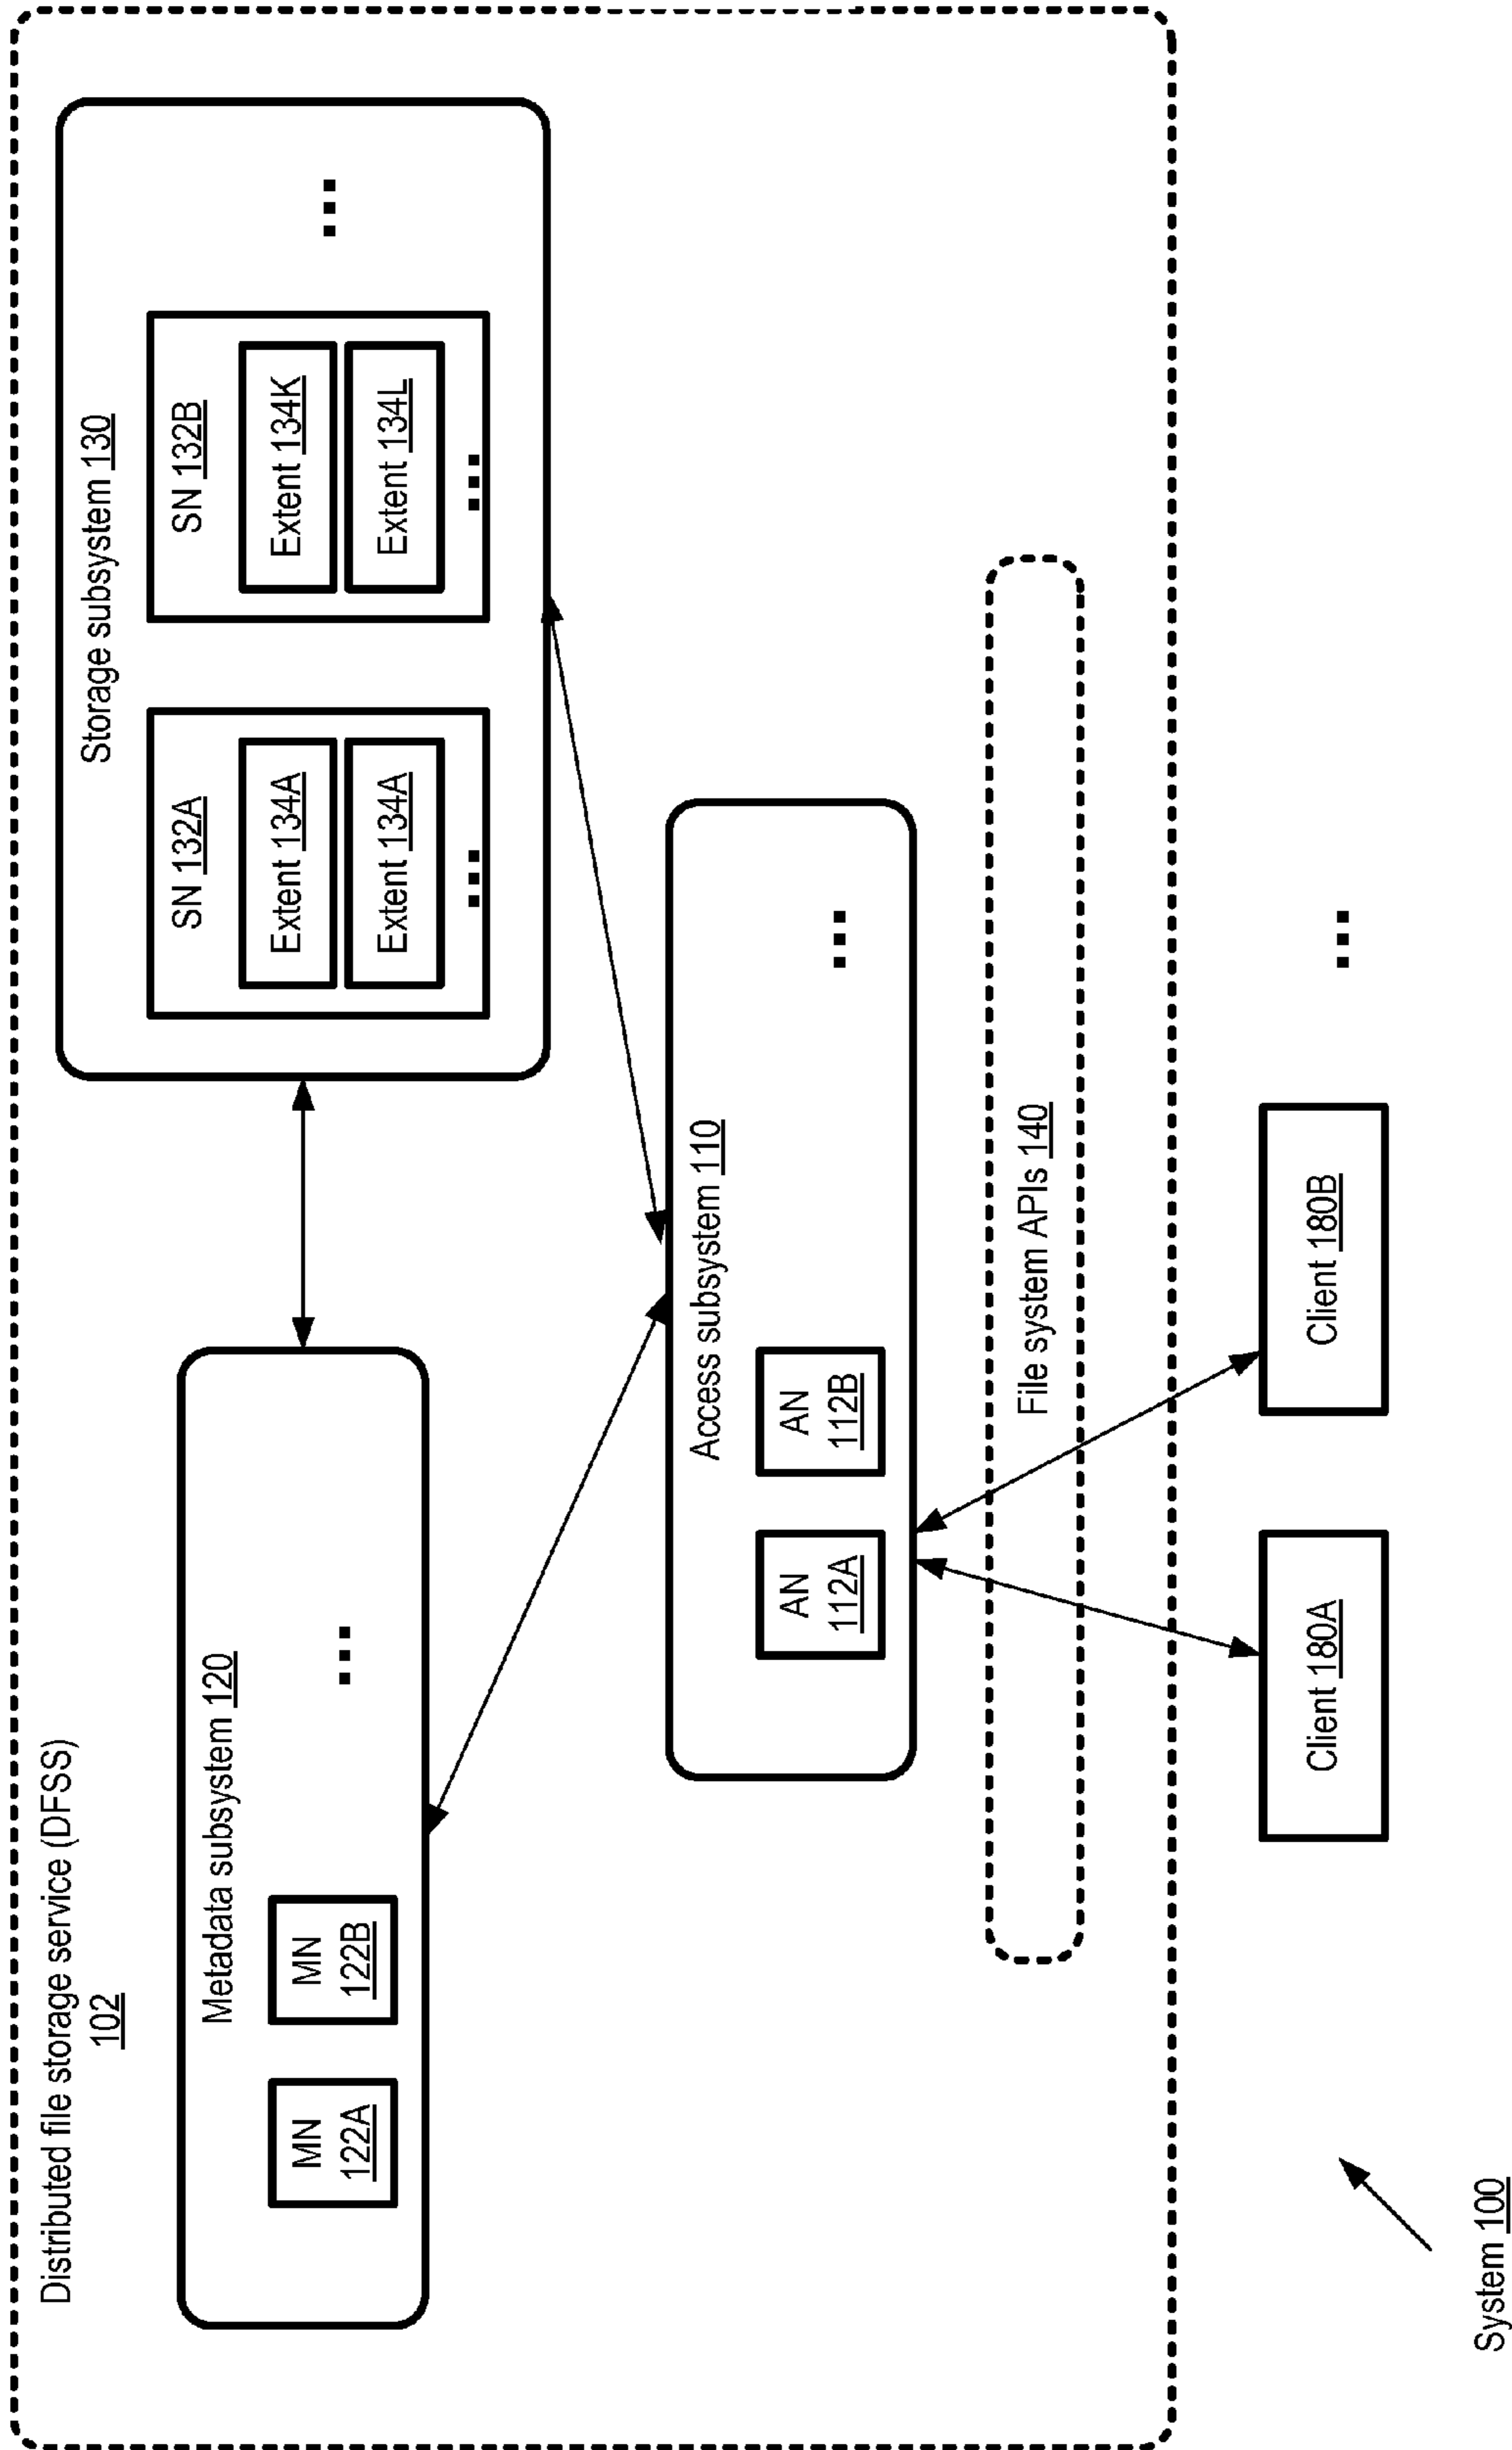 Distributed file storage service (DFSS)
102
Metadata subsystem 120
MN
122A
MN
122B
...
Storage subsystem 130
SN 132A
Extent 134A
Extent 134A
...
SN 132B
Extent 134K
Extent 134L
...
...
Access subsystem 110
AN
112A
AN
112B
...
File system APIs 140
Client 180A
Client 180B
...
System 100